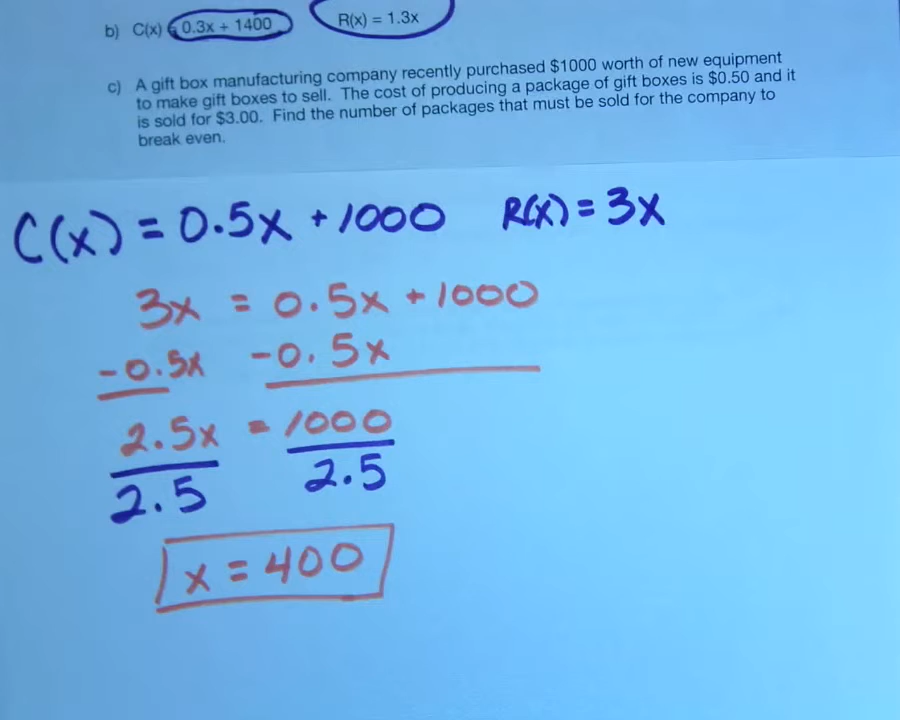 b) C(x) = 0.3x + 1400 R(x) = 1.3x
c) A gift box manufacturing company recently purchased $1000 worth of new equipment
to make gift boxes to sell. The cost of producing a package of gift boxes is $0.50 and it
is sold for $3.00. Find the number of packages that must be sold for the company to
break even.
C(x) = 0.5x + 1000 R(x) = 3x
3x = 0.5x + 1000
-0.5x -0.5x
2.5x = 1000
2.5 2.5
x = 400